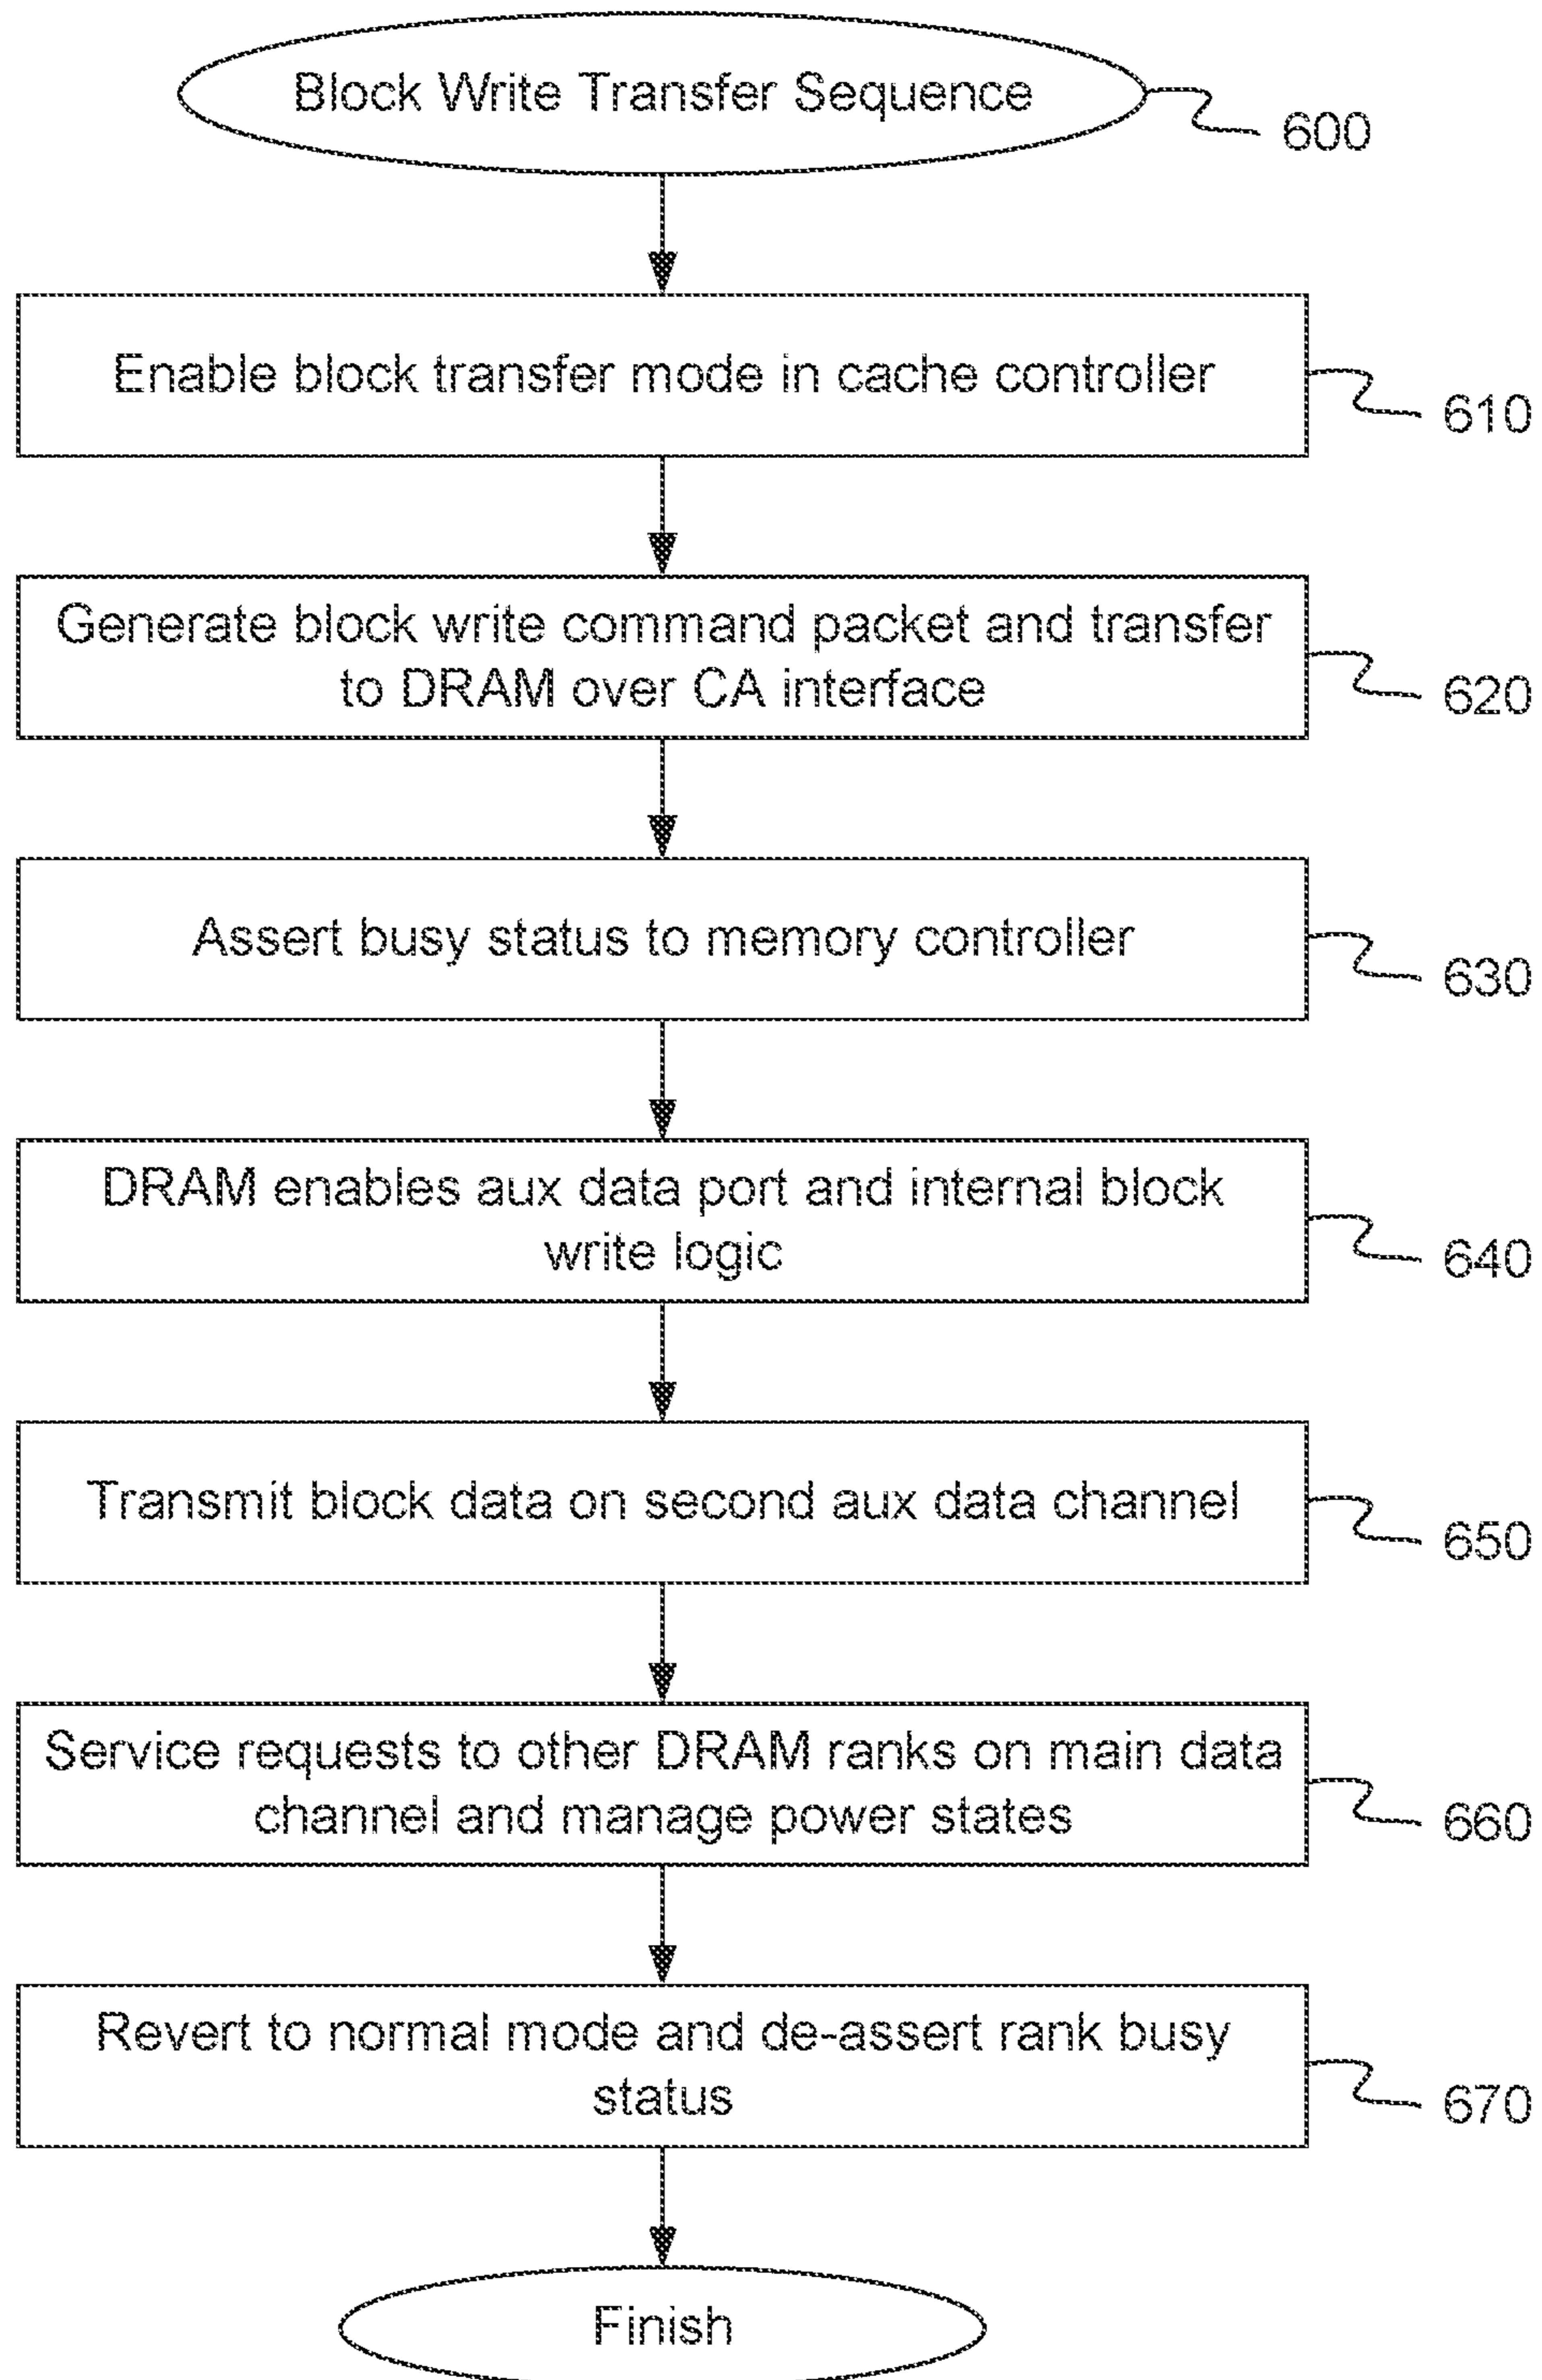 Block Write Transfer Sequence
600
Enable block transfer mode in cache controller
610
Generate block write command packet and transfer
to DRAM over CA interface
620
Assert busy status to memory controller
630
DRAM enables aux data port and internal block
write logic
640
Transmit block data on second aux data channel
650
Service requests to other DRAM ranks on main data
channel and manage power states
660
Revert to normal mode and de-assert rank busy
status
670
Finish